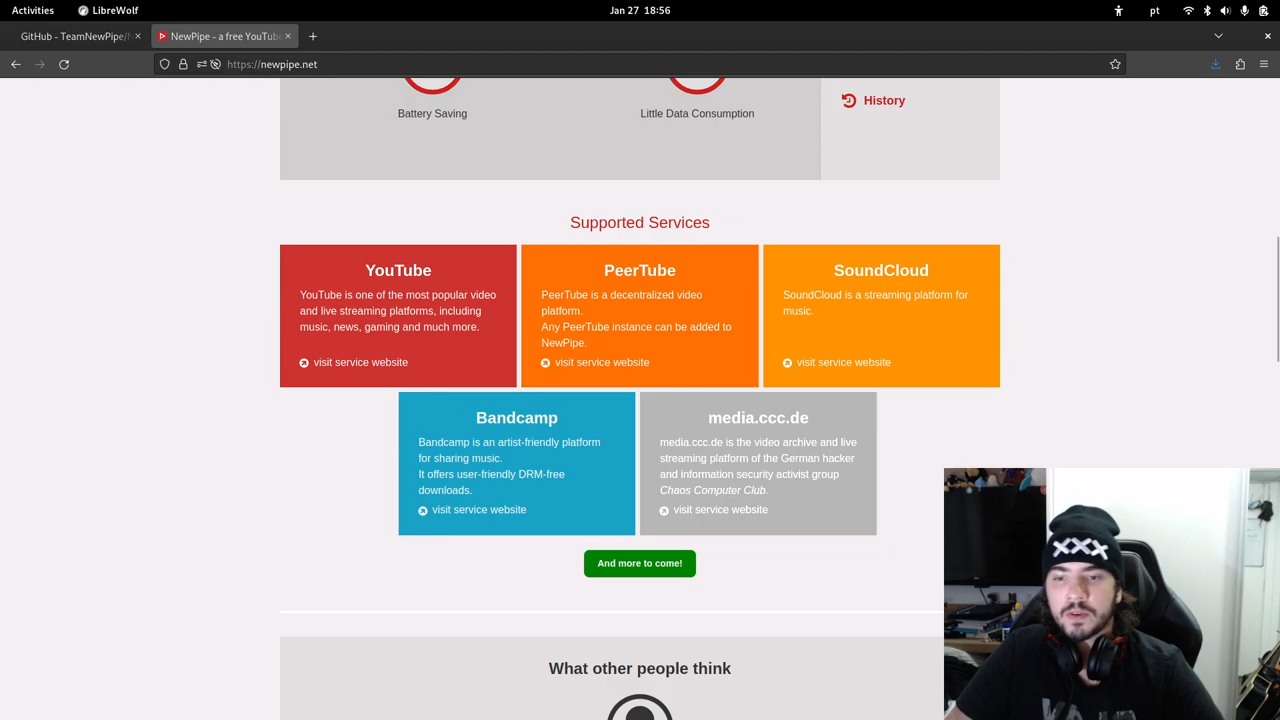 Activities
LibreWolf
Jan 27 18:56
pt
GitHub - TeamNewPipe/
NewPipe - a free YouTube
https://newpipe.net
Battery Saving
Little Data Consumption
History
Supported Services
YouTube
YouTube is one of the most popular video
and live streaming platforms, including
music, news, gaming and much more.
visit service website
PeerTube
PeerTube is a decentralized video
platform.
Any PeerTube instance can be added to
NewPipe.
visit service website
SoundCloud
SoundCloud is a streaming platform for
music.
visit service website
Bandcamp
Bandcamp is an artist-friendly platform
for sharing music.
It offers user-friendly DRM-free
downloads.
visit service website
media.ccc.de
media.ccc.de is the video archive and live
streaming platform of the German hacker
and information security activist group
Chaos Computer Club.
visit service website
And more to come!
What other people think
XXX